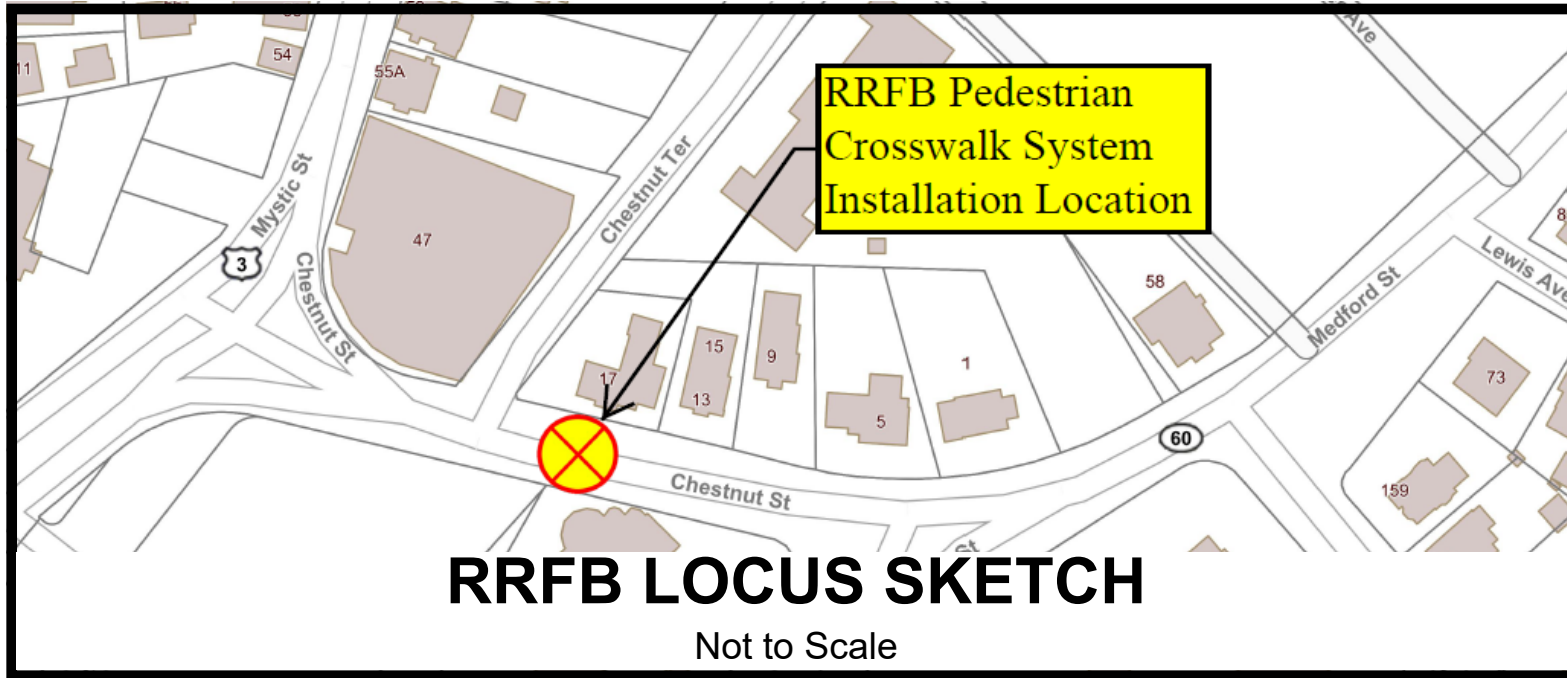 54
11
55A
Ave
RRFB Pedestrian
Crosswalk System
Installation Location
Mystic St
Chestnut Ter
47
3
Chestnut St
58
Lewis Ave
Medford St
15
9
1
17
13
5
73
60
Chestnut St
159
St
8
RRFB LOCUS SKETCH
Not to Scale